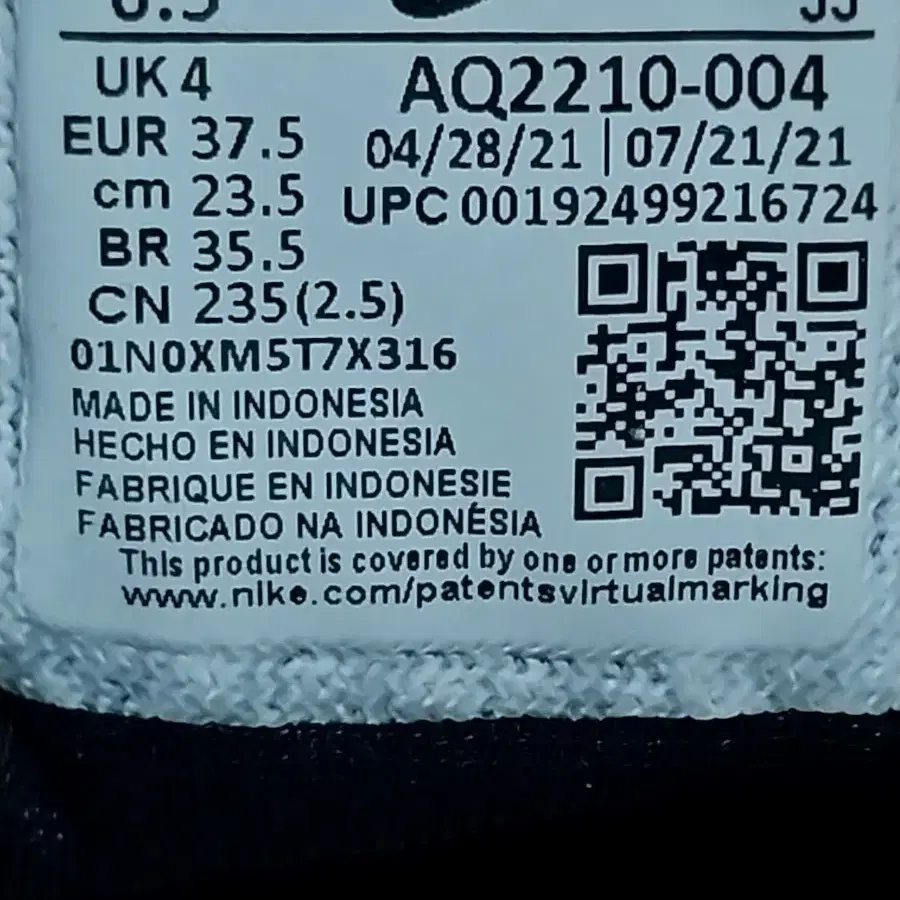 UK 4 AQ2210-004
EUR 37.5 04/28/21 | 07/21/21
cm 23.5 UPC 00192499216724
BR 35.5
CN 235(2.5)
01N0XM5T7X316
MADE IN INDONESIA
HECHO EN INDONESIA
FABRIQUE EN INDONESIE
FABRICADO NA INDONÉSIA
This product is covered by one or more patents:
www.nike.com/patentsvirtualmarking